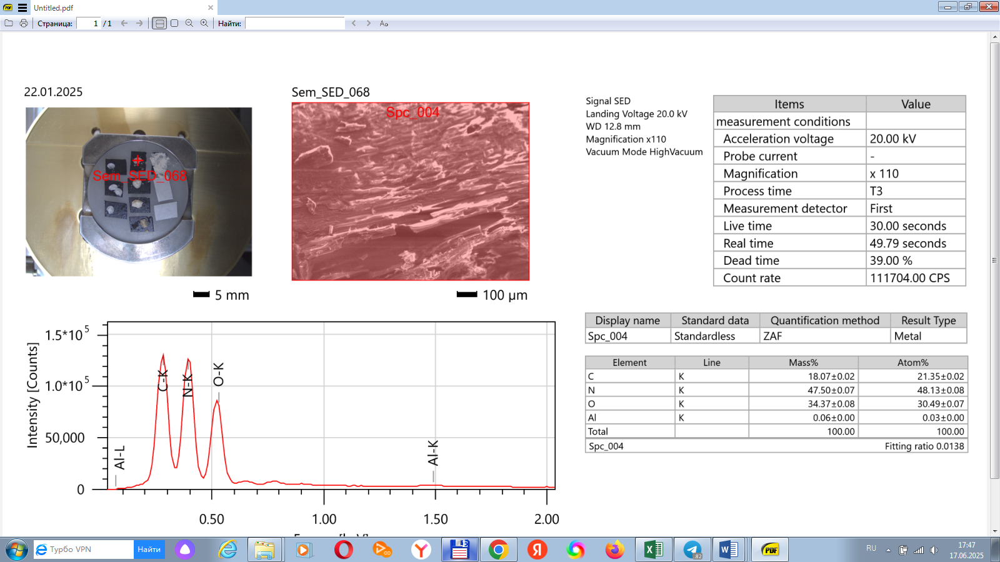 PDF
Untitled.pdf
Страница: 1 / 1
Найти:
Aa
22.01.2025
Sem_SED_068
Sem_SED_068
5 mm
Spc_004
100 µm
Signal SED
Landing Voltage 20.0 kV
WD 12.8 mm
Magnification x110
Vacuum Mode HighVacuum
Items Value
measurement conditions
Acceleration voltage 20.00 kV
Probe current -
Magnification x 110
Process time T3
Measurement detector First
Live time 30.00 seconds
Real time 49.79 seconds
Dead time 39.00 %
Count rate 111704.00 CPS
Intensity [Counts]
1.5*10 5
1.0*10 5
50,000
0
Al-L
C-K
N-K
O-K
Al-K
0.50 1.00 1.50 2.00
Display name Standard data Quantification method Result Type
Spc_004 Standardless ZAF Metal
Element Line Mass% Atom%
C K 18.07±0.02 21.35±0.02
N K 47.50±0.07 48.13±0.08
O K 34.37±0.08 30.49±0.07
Al K 0.06±0.00 0.03±0.00
Total 100.00 100.00
Spc_004 Fitting ratio 0.0138
Турбо VPN Найти
82
PDF
RU
17:47
17.06.2025